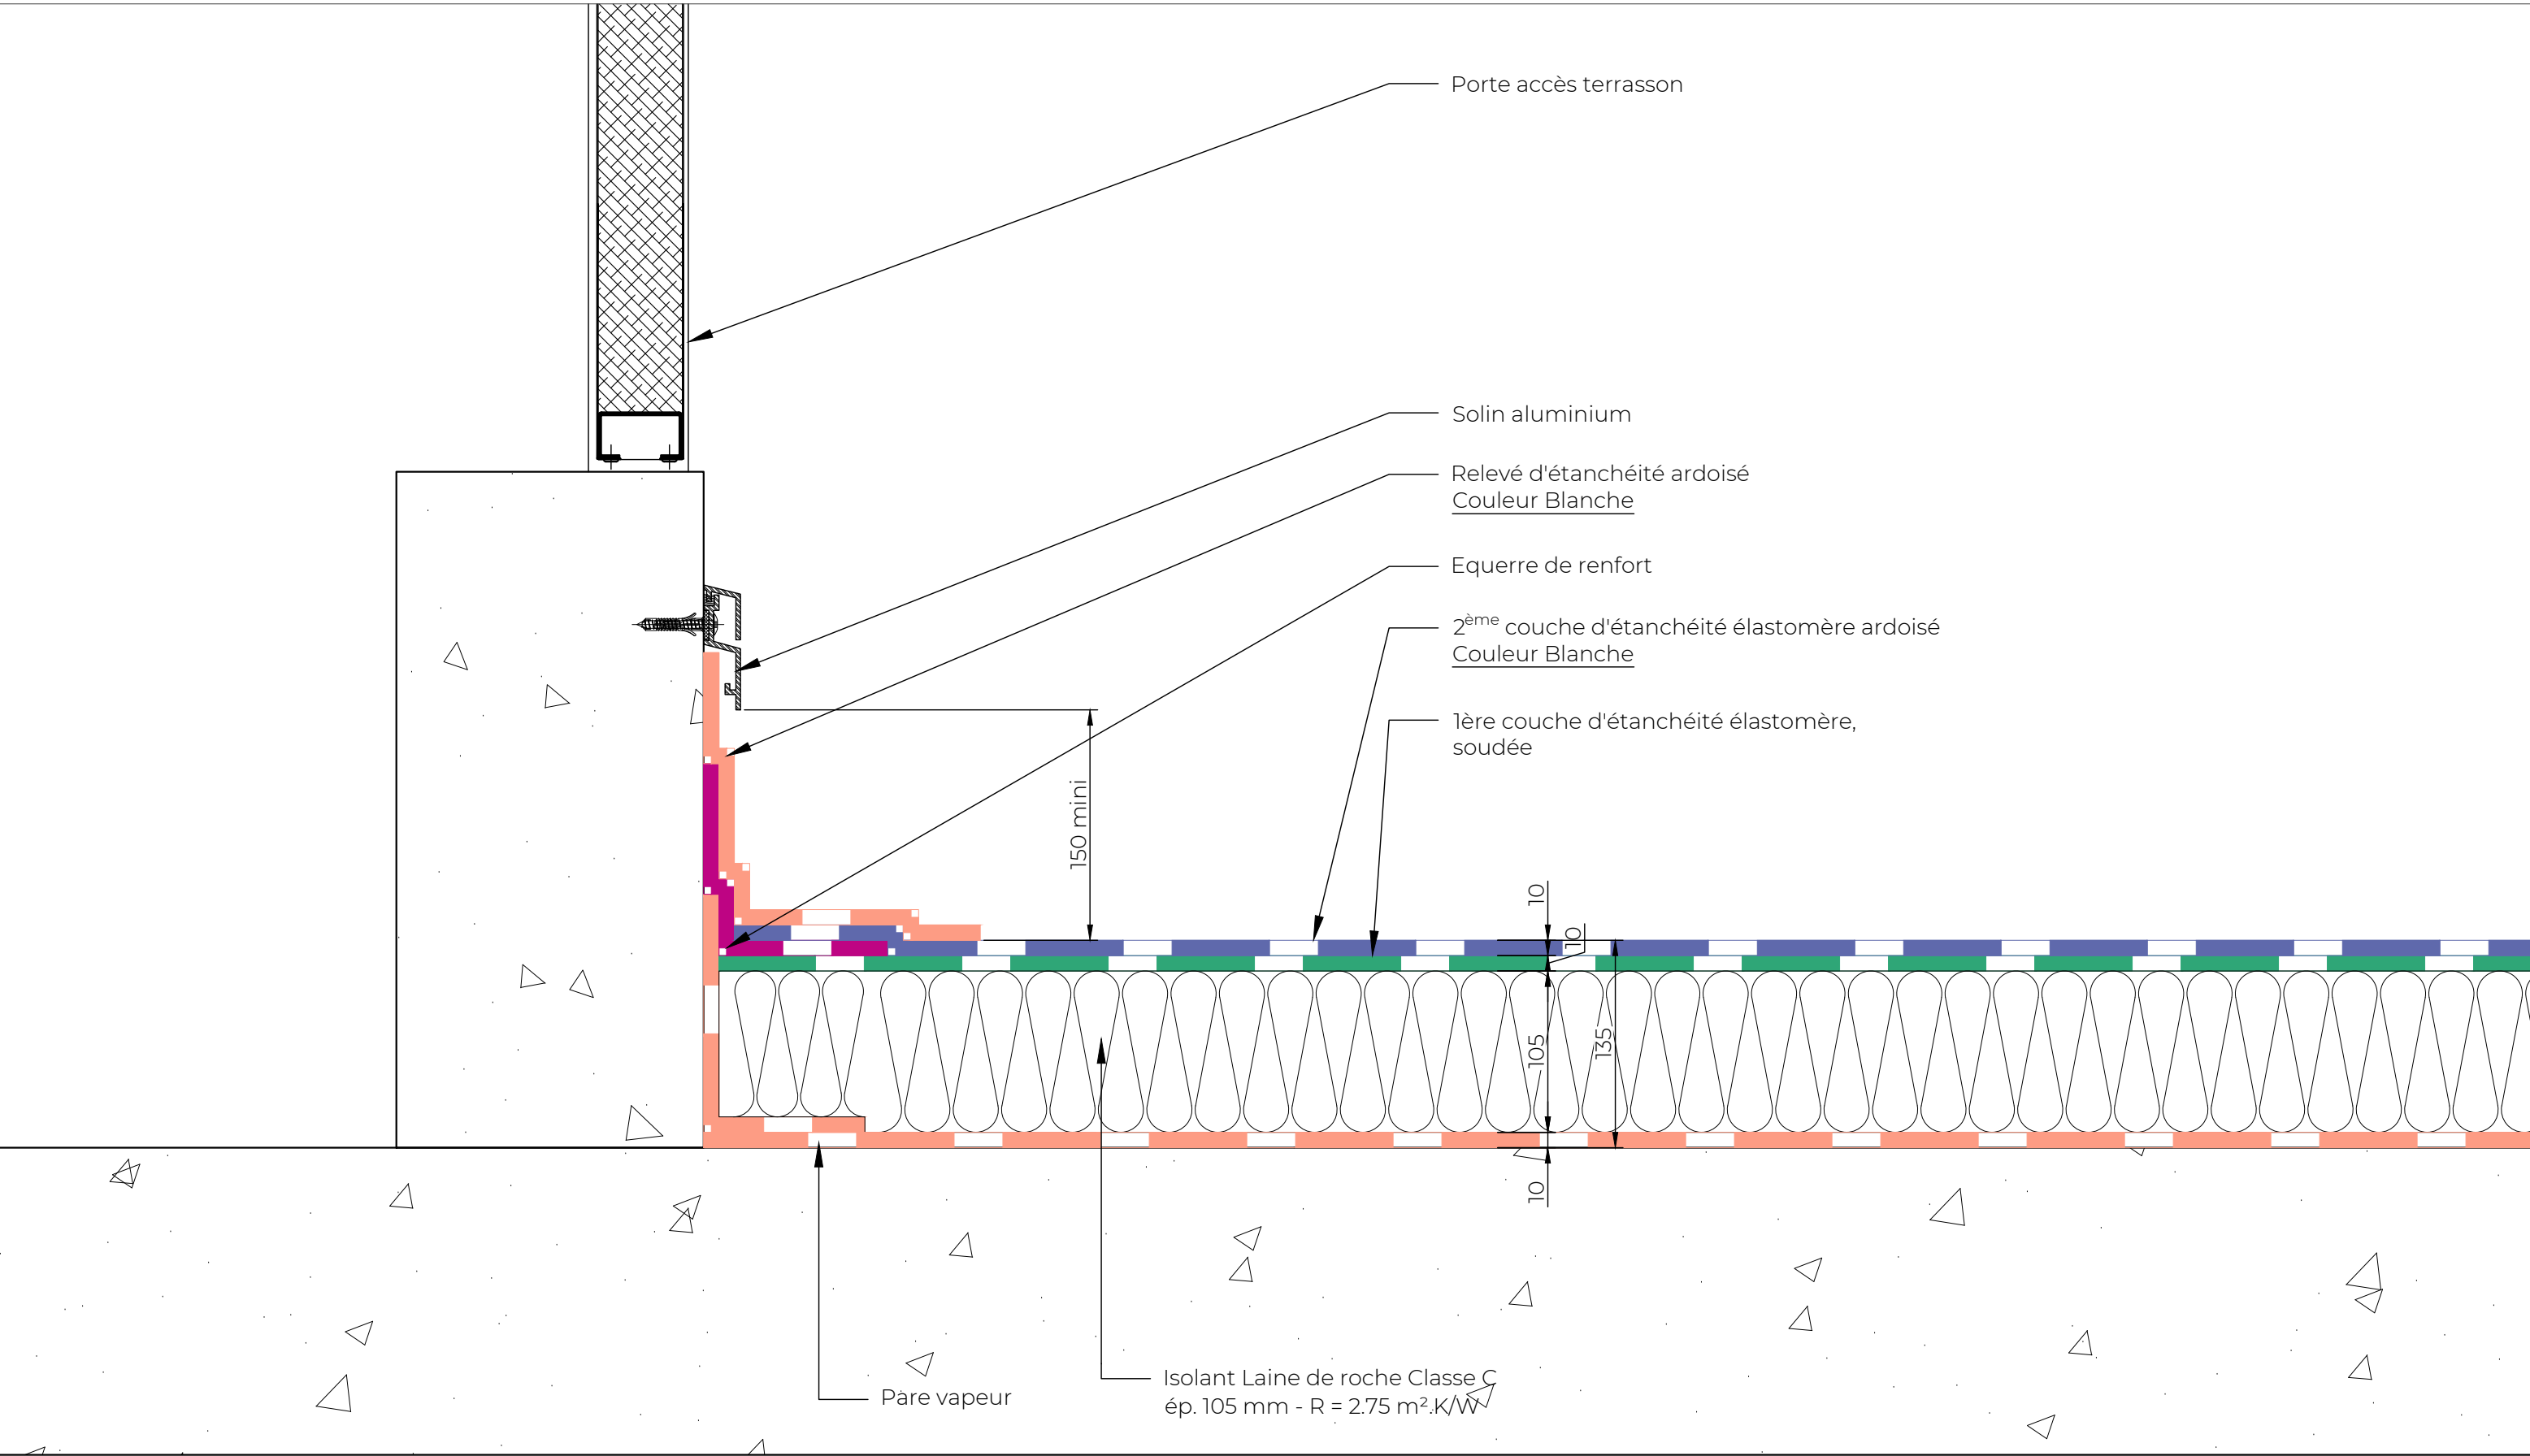 Porte accès terrasson
Solin aluminium
Relevé d'étanchéité ardoisé
Couleur Blanche
Equerre de renfort
2ème couche d'étanchéité élastomère ardoisé
Couleur Blanche
1ère couche d'étanchéité élastomère,
soudée
150 mini
10
10
105
135
10
Isolant Laine de roche Classe C
ép. 105 mm - R = 2.75 m².K/W
Pare vapeur